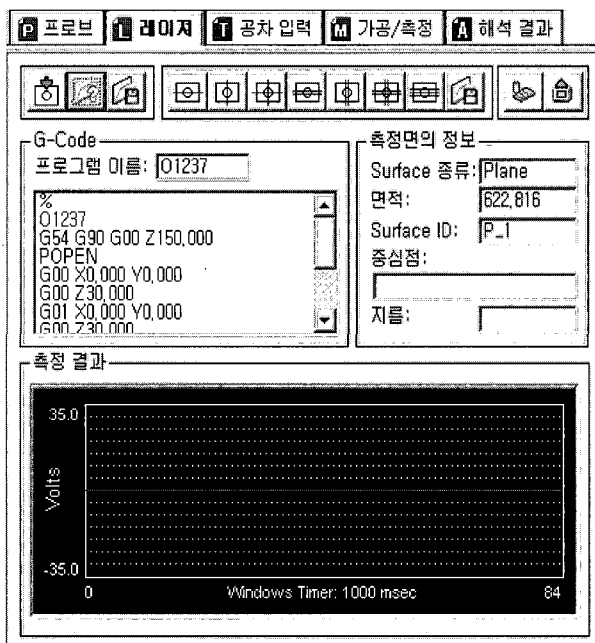 P 프로브 L 레이저 T 공차 입력 M 가공/측정 A 해석 결과
G-Code
프로그램 이름: O1237
%
O1237
G54 G90 G00 Z150,000
POPEN
G00 X0,000 Y0,000
G00 Z30,000
G01 X0,000 Y0,000
G00 Z30,000
측정면의 정보
Surface 종류: Plane
면적: 622,816
Surface ID: P_1
중심점:
지름:
측정 결과
35.0
Volts
-35.0
0 Windows Timer: 1000 msec 84